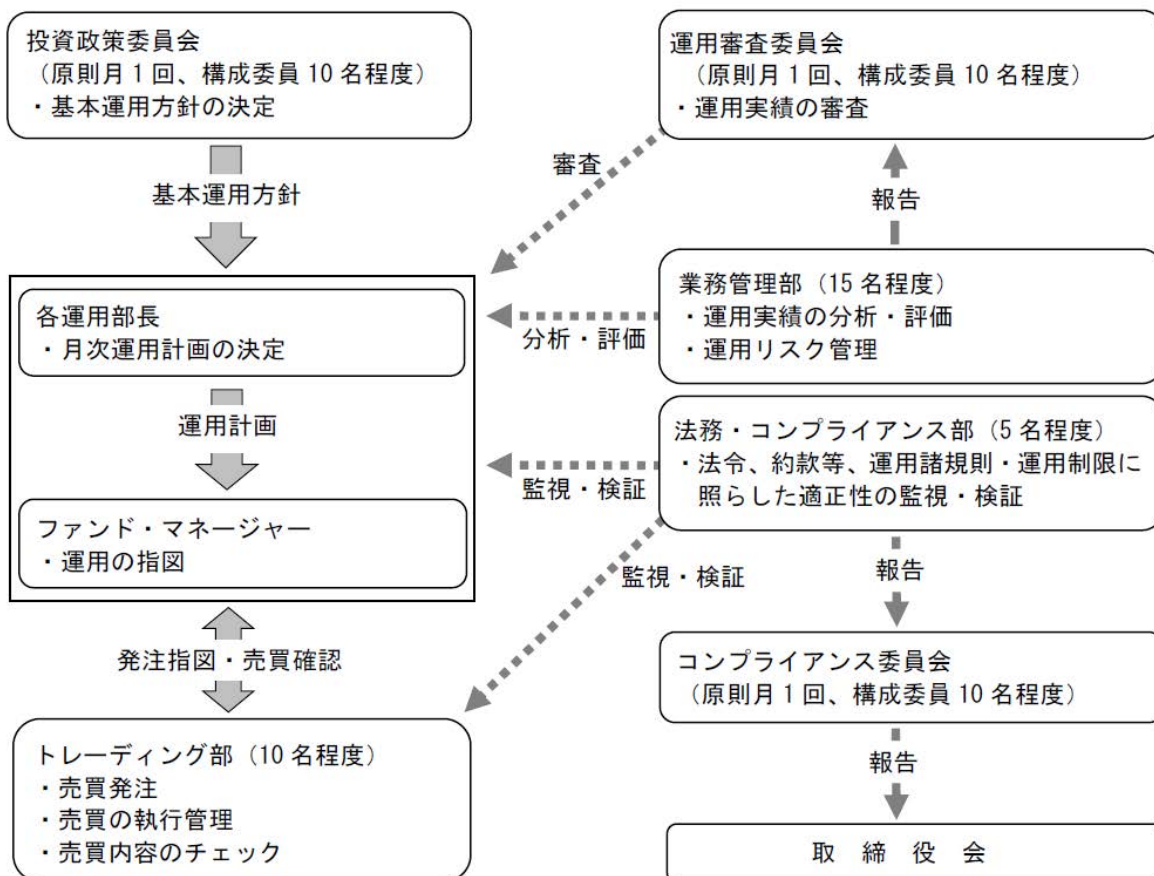 投資政策委員会
（原則月1回、構成委員10名程度）
・基本運用方針の決定
基本運用方針
各運用部長
・月次運用計画の決定
運用計画
ファンド・マネージャー
・運用の指図
発注指図・売買確認
トレーディング部（10名程度）
・売買発注
・売買の執行管理
・売買内容のチェック
運用審査委員会
（原則月1回、構成委員10名程度）
・運用実績の審査
審査
報告
業務管理部（15名程度）
・運用実績の分析・評価
・運用リスク管理
分析・評価
法務・コンプライアンス部（5名程度）
・法令、約款等、運用諸規則・運用制限に
照らした適正性の監視・検証
監視・検証
監視・検証
報告
コンプライアンス委員会
（原則月1回、構成委員10名程度）
報告
取締役会